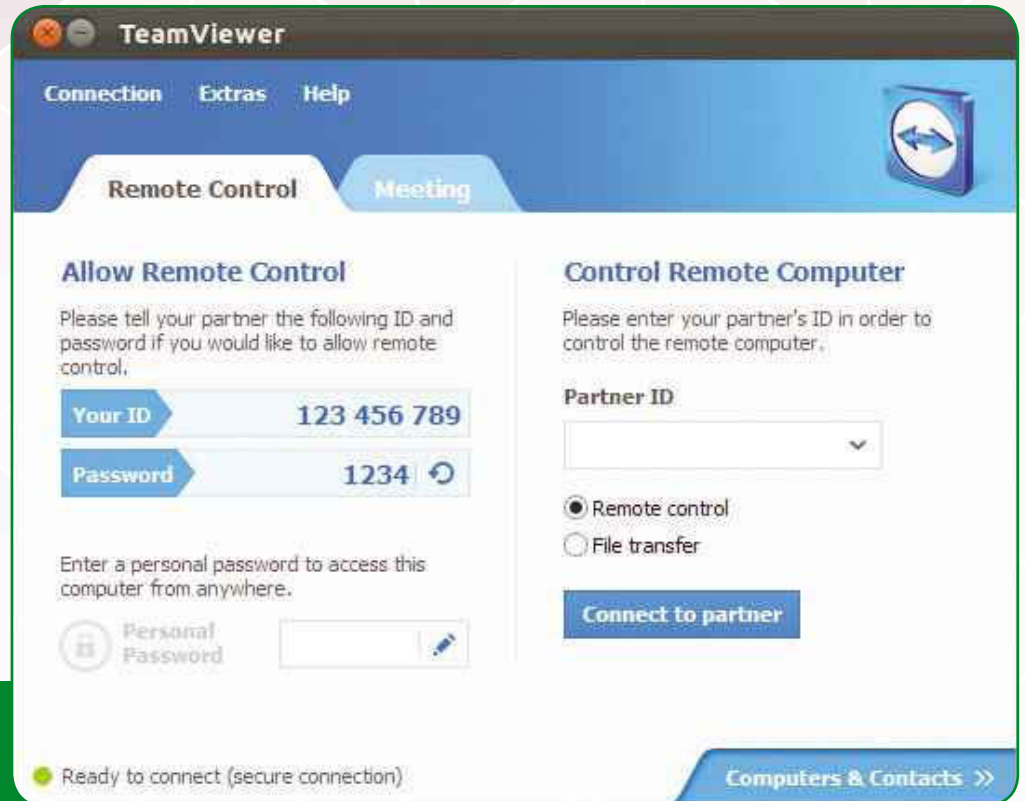 TeamViewer
Connection Extras Help
Remote Control Meeting
Allow Remote Control
Please tell your partner the following ID and
password if you would like to allow remote
control.
Your ID 123 456 789
Password 1234
Enter a personal password to access this
computer from anywhere.
Personal
Password
Control Remote Computer
Please enter your partner's ID in order to
control the remote computer.
Partner ID
Remote control
File transfer
Connect to partner
Ready to connect (secure connection)
Computers & Contacts >>